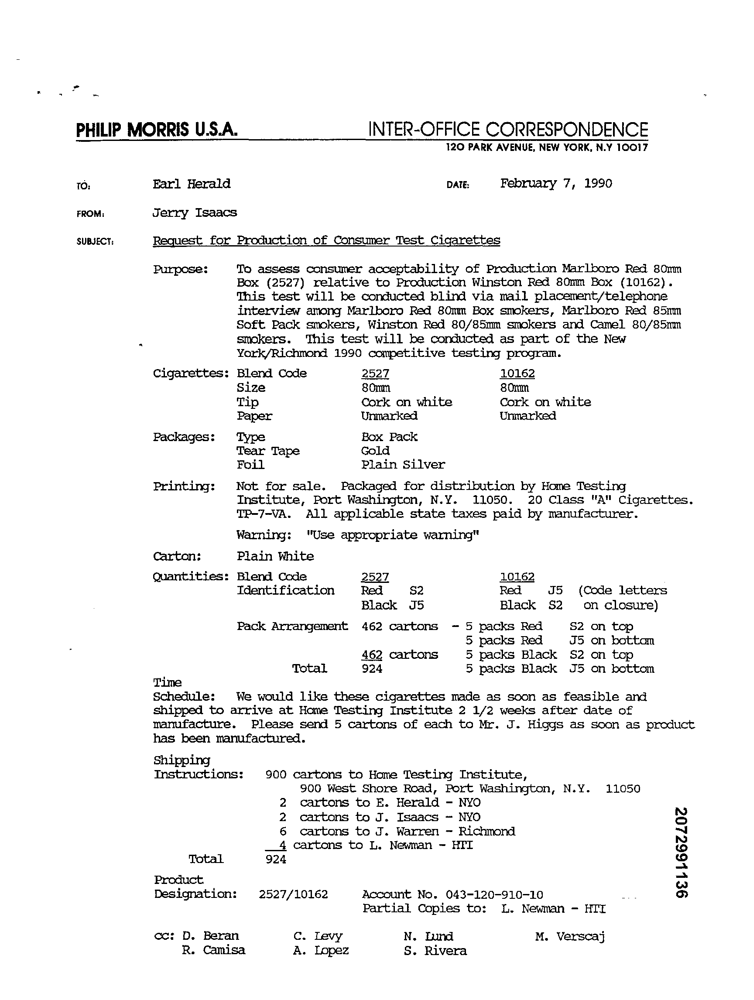 PHILIP MORRIS U.S.A. INTER-OFFICE CORRESPONDENCE
120 PARK AVENUE, NEW YORK, N.Y 10017
TO: Earl Herald DATE: February 7, 1990
FROM: Jerry Isaacs
SUBJECT: Request for Production of Consumer Test Cigarettes
Purpose: To assess consumer acceptability of Production Marlboro Red 80mm
Box (2527) relative to Production Winston Red 80mm Box (10162).
This test will be conducted blind via mail placement/telephone
interview among Marlboro Red 80mm Box smokers, Marlboro Red 85mm
Soft Pack smokers, Winston Red 80/85mm smokers and Camel 80/85mm
smokers. This test will be conducted as part of the New
York/Richmond 1990 competitive testing program.
Cigarettes: Blend Code 2527 10162
Size 80mm 80mm
Tip Cork on white Cork on white
Paper Unmarked Unmarked
Packages: Type Box Pack
Tear Tape Gold
Foil Plain Silver
Printing: Not for sale. Packaged for distribution by Home Testing
Institute, Port Washington, N.Y. 11050. 20 Class "A" Cigarettes.
TP-7-VA. All applicable state taxes paid by manufacturer.
Warning: "Use appropriate warning"
Carton: Plain White
Quantities: Blend Code 2527 10162
Identification Red S2 Red J5 (Code letters
Black J5 Black S2 on closure)
Pack Arrangement 462 cartons - 5 packs Red S2 on top
5 packs Red J5 on bottom
462 cartons 5 packs Black S2 on top
Total 924 5 packs Black J5 on bottom
Time
Schedule: We would like these cigarettes made as soon as feasible and
shipped to arrive at Home Testing Institute 2 1/2 weeks after date of
manufacture. Please send 5 cartons of each to Mr. J. Higgs as soon as product
has been manufactured.
Shipping
Instructions: 900 cartons to Home Testing Institute,
900 West Shore Road, Port Washington, N.Y. 11050
2 cartons to E. Herald - NYO
2 cartons to J. Isaacs - NYO
6 cartons to J. Warren - Richmond
4 cartons to L. Newman - HTI
Total 924
Product
Designation: 2527/10162 Account No. 043-120-910-10
Partial Copies to: L. Newman - HTI
cc: D. Beran C. Levy N. Lund M. Verscaj
R. Camisa A. Lopez S. Rivera
2072991136